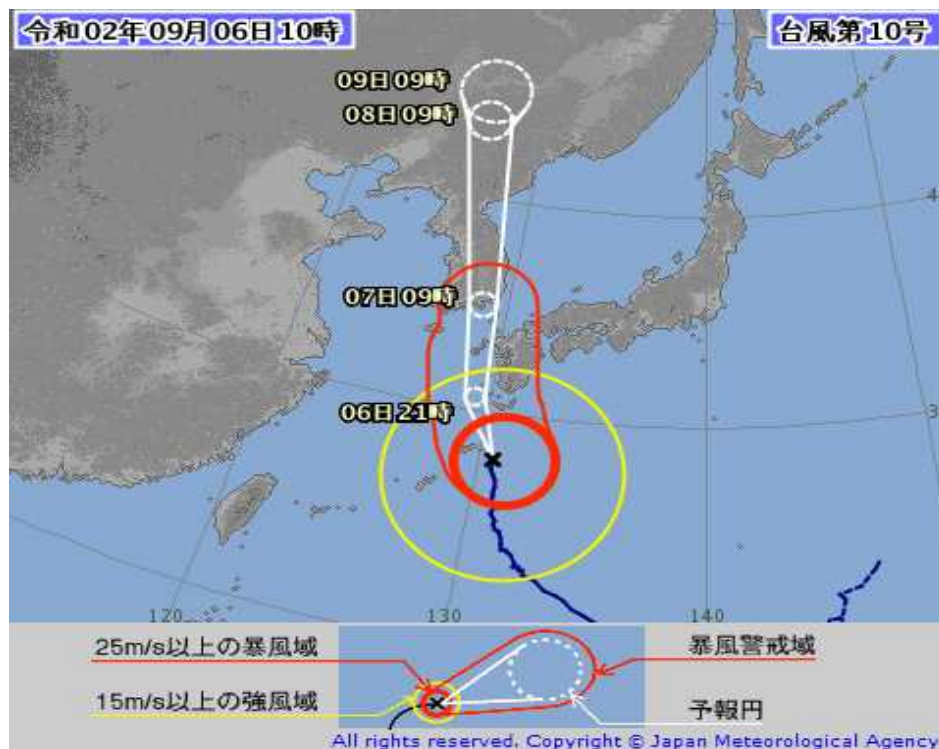 令和02年09月06日10時
台風第10号
09日09時
08日09時
4
07日09時
06日21時
3
120
130
140
25m/s以上の暴風域
暴風警戒域
15m/s以上の強風域
予報円
All rights reserved. Copyright © Japan Meteorological Agency